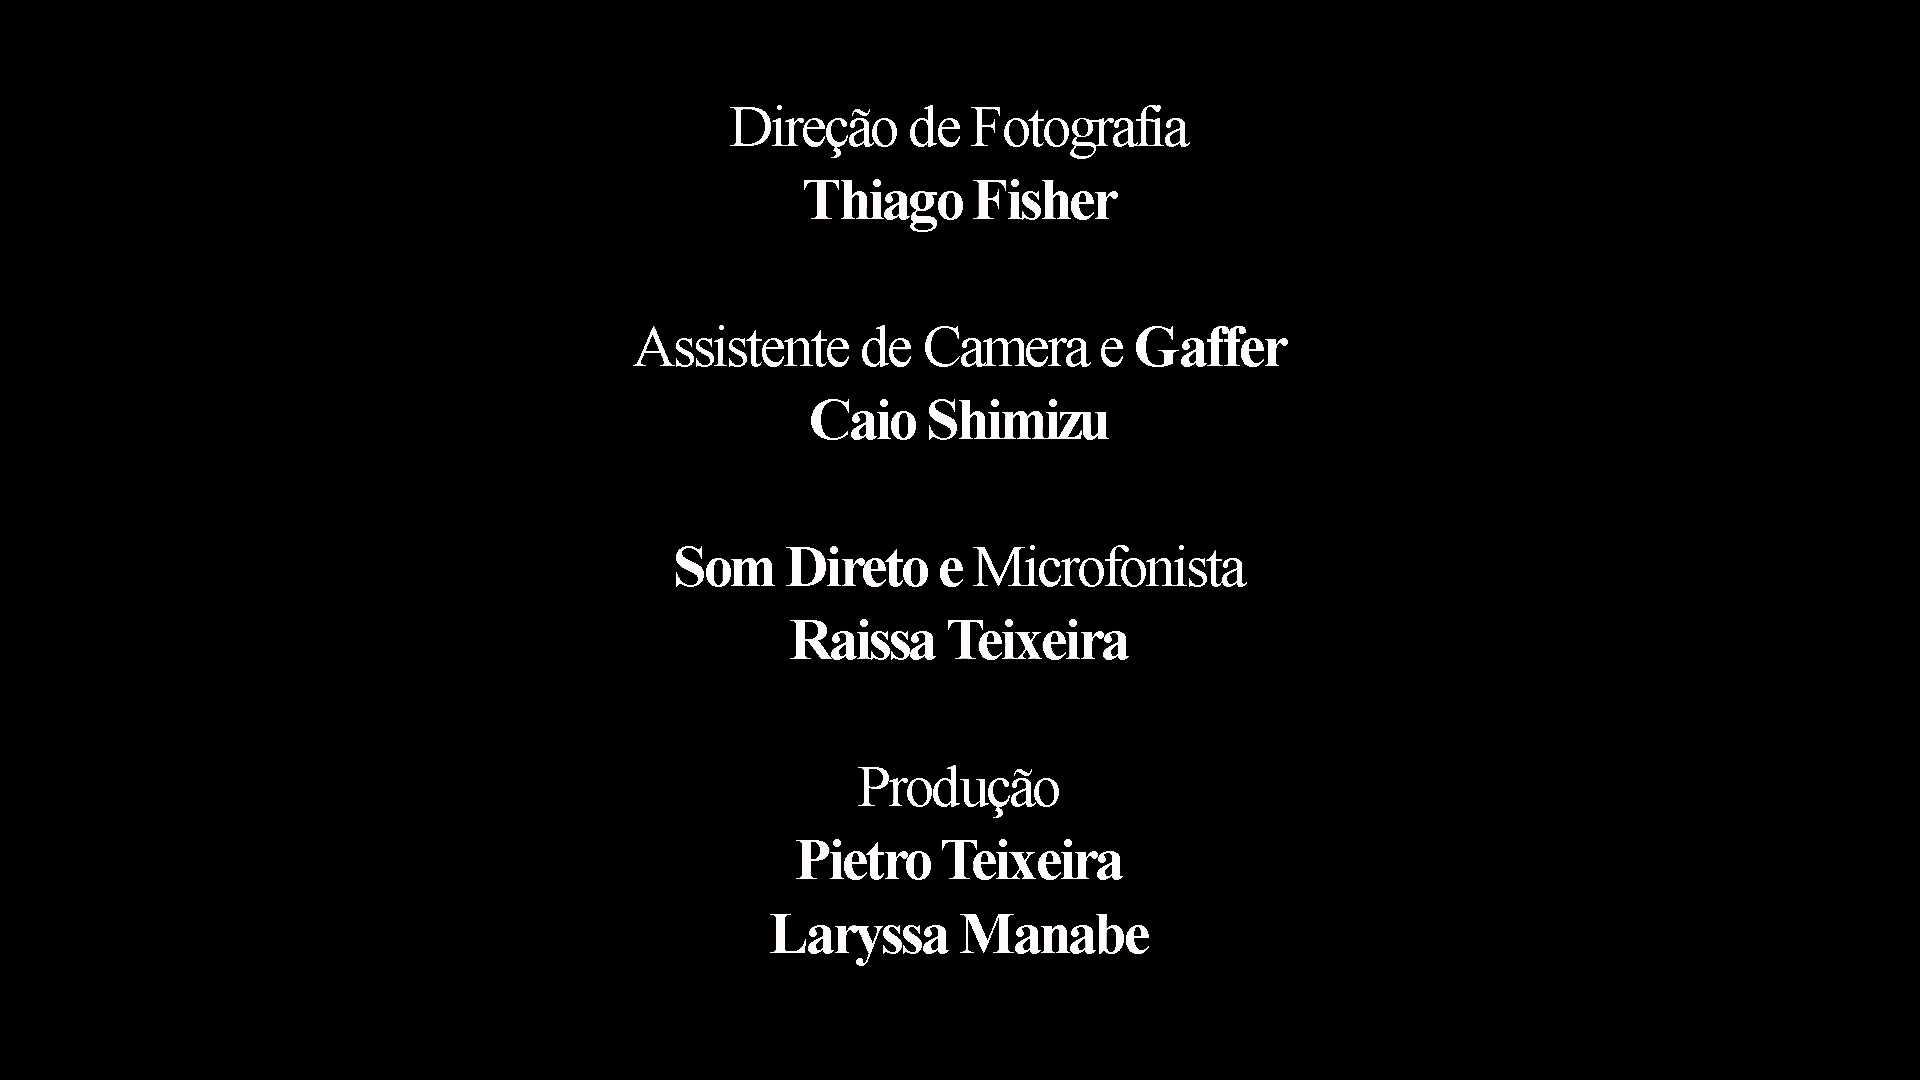 Direção de Fotografia
Thiago Fisher
Assistente de Camera e Gaffer
Caio Shimizu
Som Direto e Microfonista
Raissa Teixeira
Produção
Pietro Teixeira
Laryssa Manabe